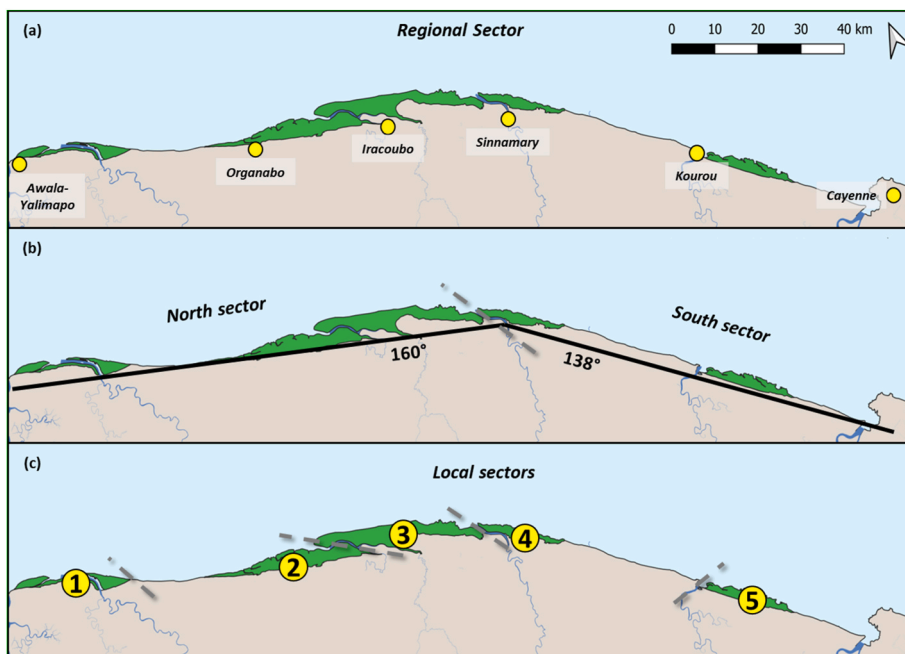 (a)
Regional Sector
0 10 20 30 40 km
Awala-
Yalimapo
Organabo
Iracoubo
Sinnamary
Kourou
Cayenne
(b)
North sector
South sector
160°
138°
(c)
Local sectors
1
2
3
4
5